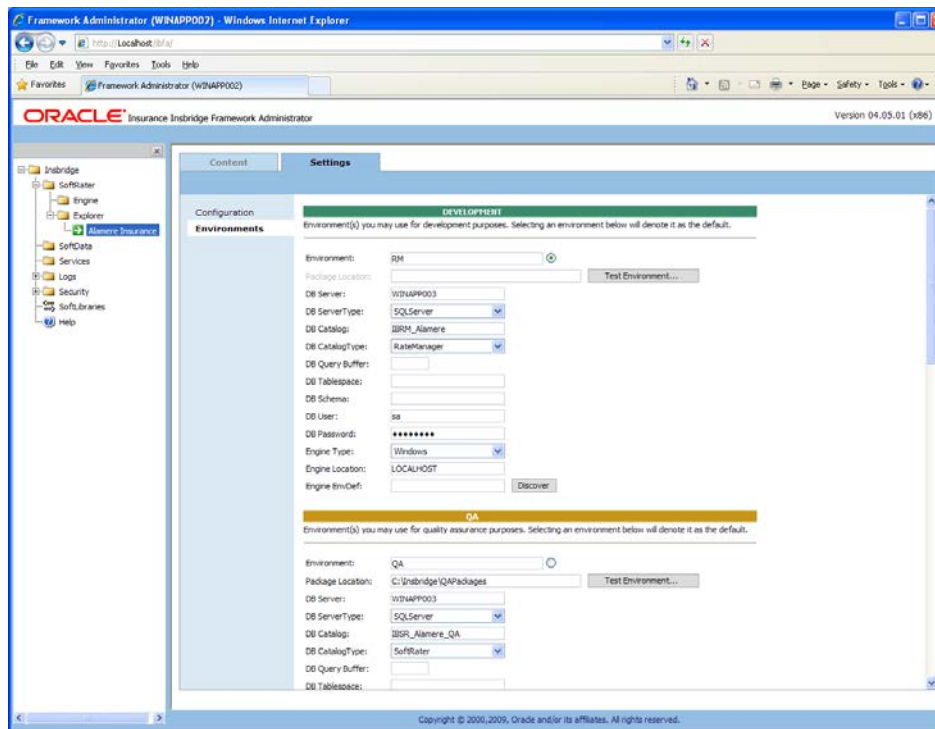 Framework Administrator (WINAPP002) - Windows Internet Explorer
http://Localhost/ibfa/
File Edit View Favorites Tools Help
Favorites Framework Administrator (WINAPP002) Page Safety Tools
ORACLE Insurance Insbridge Framework Administrator Version 04.05.01 (x86)
Insbridge
SoftRater
Engine
Explorer
Alamere Insurance
SoftData
Services
Logs
Security
SoftLibraries
Help
Content Settings
Configuration
Environments
DEVELOPMENT
Environment(s) you may use for development purposes. Selecting an environment below will denote it as the default.
Environment: RM
Package Location: Test Environment...
DB Server: WINAPP003
DB ServerType: SQLServer
DB Catalog: IBRM_Alamere
DB CatalogType: RateManager
DB Query Buffer:
DB Tablespace:
DB Schema:
DB User: sa
DB Password: ••••••••
Engine Type: Windows
Engine Location: LOCALHOST
Engine EnvDef: Discover
QA
Environment(s) you may use for quality assurance purposes. Selecting an environment below will denote it as the default.
Environment: QA
Package Location: C:\Insbridge\QAPackages Test Environment...
DB Server: WINAPP003
DB ServerType: SQLServer
DB Catalog: IBSR_Alamere_QA
DB CatalogType: SoftRater
DB Query Buffer:
DB Tablespace:
Copyright © 2000,2009, Oracle and/or its affiliates. All rights reserved.